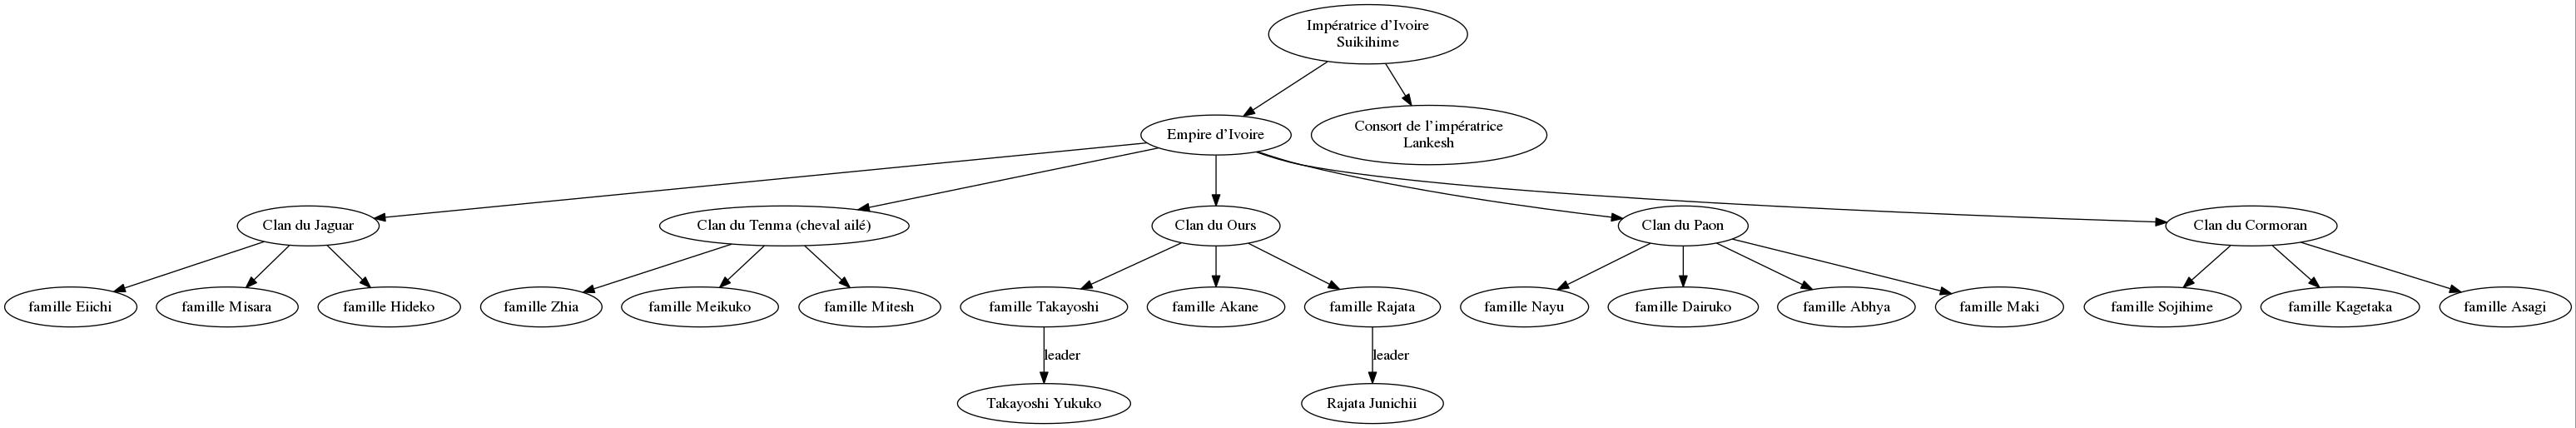 Impératrice d’Ivoire
Suikihime
Empire d’Ivoire
Consort de l’impératrice
Lankesh
Clan du Jaguar
Clan du Tenma (cheval ailé)
Clan du Ours
Clan du Paon
Clan du Cormoran
famille Eiichi
famille Misara
famille Hideko
famille Zhia
famille Meikuko
famille Mitesh
famille Takayoshi
famille Akane
famille Rajata
famille Nayu
famille Dairuko
famille Abhya
famille Maki
famille Sojihime
famille Kagetaka
famille Asagi
leader
leader
Takayoshi Yukuko
Rajata Junichii